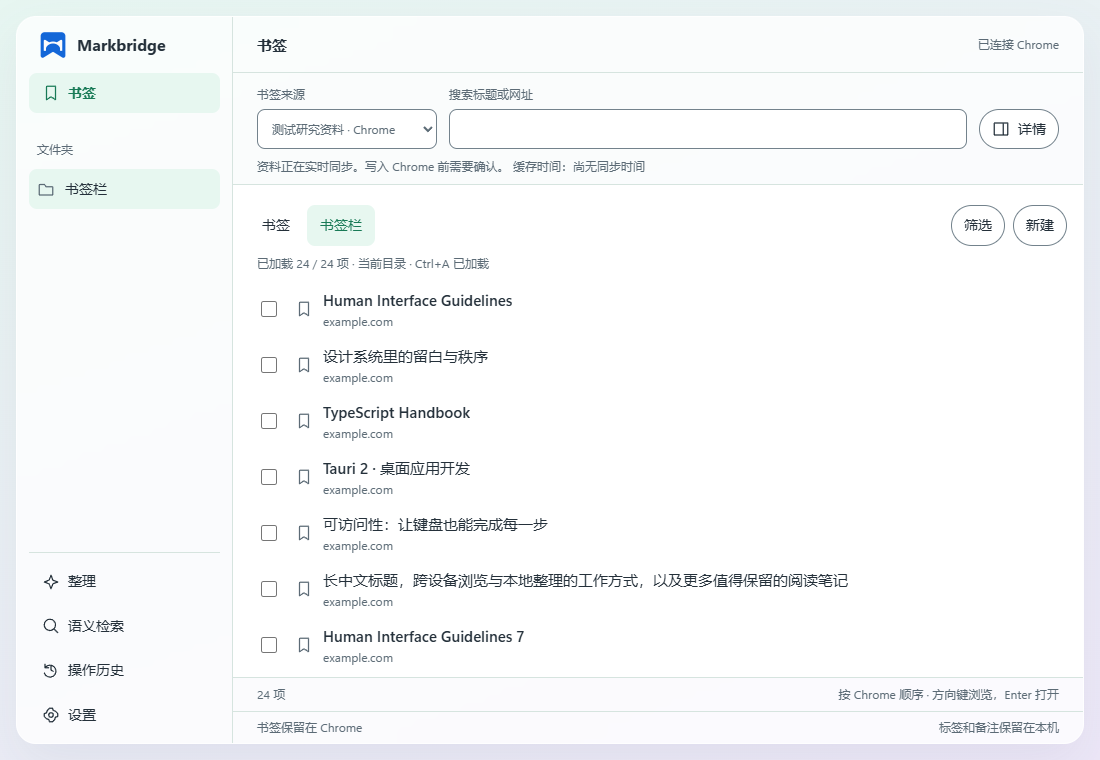 Markbridge
书签
文件夹
书签栏
整理
语义检索
操作历史
设置
书签
已连接 Chrome
书签来源
搜索标题或网址
测试研究资料 · Chrome
详情
资料正在实时同步。写入 Chrome 前需要确认。 缓存时间：尚无同步时间
书签
书签栏
筛选
新建
已加载 24 / 24 项 · 当前目录 · Ctrl+A 已加载
Human Interface Guidelines
example.com
设计系统里的留白与秩序
example.com
TypeScript Handbook
example.com
Tauri 2 · 桌面应用开发
example.com
可访问性：让键盘也能完成每一步
example.com
长中文标题，跨设备浏览与本地整理的工作方式，以及更多值得保留的阅读笔记
example.com
Human Interface Guidelines 7
example.com
24 项
按 Chrome 顺序 · 方向键浏览，Enter 打开
书签保留在 Chrome
标签和备注保留在本机